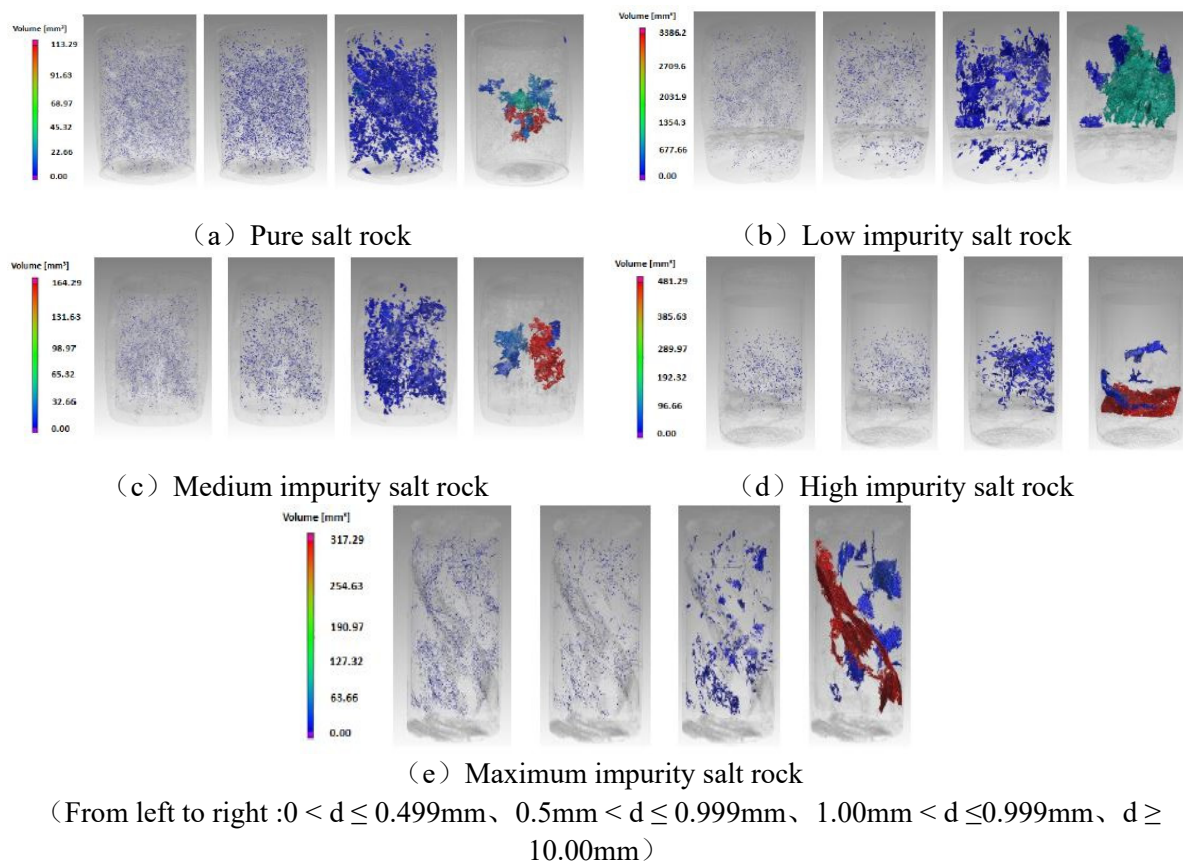 Volume [mm³]
113.29
91.63
68.97
45.32
22.66
0.00
Volume [mm³]
3386.2
2709.6
2031.9
1354.3
677.66
0.00
（a）Pure salt rock
（b）Low impurity salt rock
Volume [mm³]
164.29
131.63
98.97
65.32
32.66
0.00
Volume [mm³]
481.29
385.63
289.97
192.32
96.66
0.00
（c）Medium impurity salt rock
（d）High impurity salt rock
Volume [mm³]
317.29
254.63
190.97
127.32
63.66
0.00
（e）Maximum impurity salt rock
（From left to right :0 < d ≤ 0.499mm、0.5mm < d ≤ 0.999mm、1.00mm < d ≤0.999mm、d ≥
10.00mm）